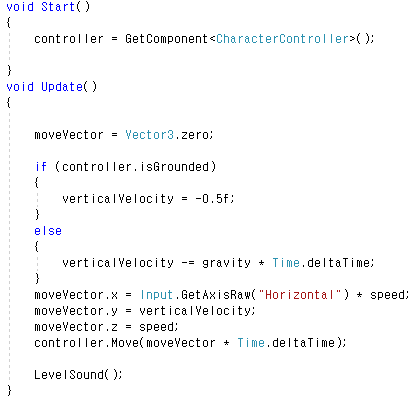 void Start()
{
controller = GetComponent<CharacterController>();
}
void Update()
{
moveVector = Vector3.zero;
if (controller.isGrounded)
{
verticalVelocity = -0.5f;
}
else
{
verticalVelocity -= gravity * Time.deltaTime;
}
moveVector.x = Input.GetAxisRaw("Horizontal") * speed;
moveVector.y = verticalVelocity;
moveVector.z = speed;
controller.Move(moveVector * Time.deltaTime);
LevelSound();
}